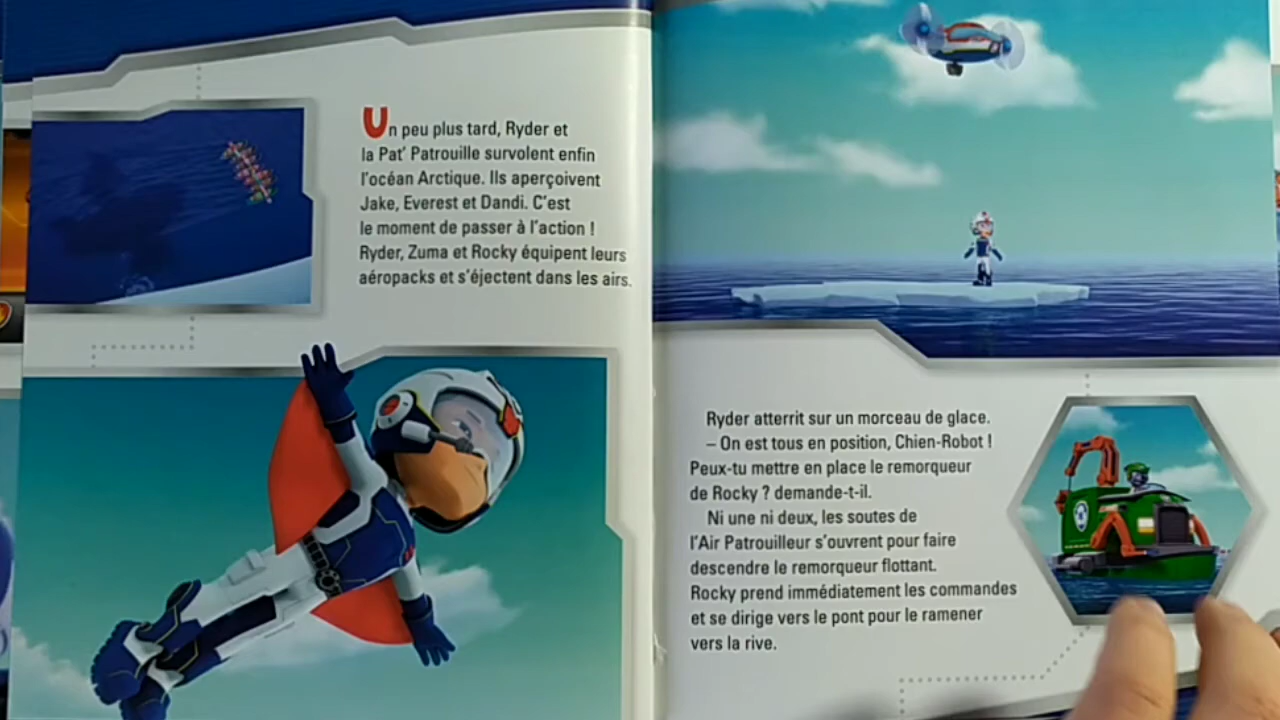 Un peu plus tard, Ryder et
la Pat' Patrouille survolent enfin
l'océan Arctique. Ils aperçoivent
Jake, Everest et Dandi. C'est
le moment de passer à l'action !
Ryder, Zuma et Rocky équipent leurs
aéropacks et s'éjectent dans les airs.
Ryder atterrit sur un morceau de glace.
– On est tous en position, Chien-Robot !
Peux-tu mettre en place le remorqueur
de Rocky ? demande-t-il.
Ni une ni deux, les soutes de
l'Air Patrouilleur s'ouvrent pour faire
descendre le remorqueur flottant.
Rocky prend immédiatement les commandes
et se dirige vers le pont pour le ramener
vers la rive.